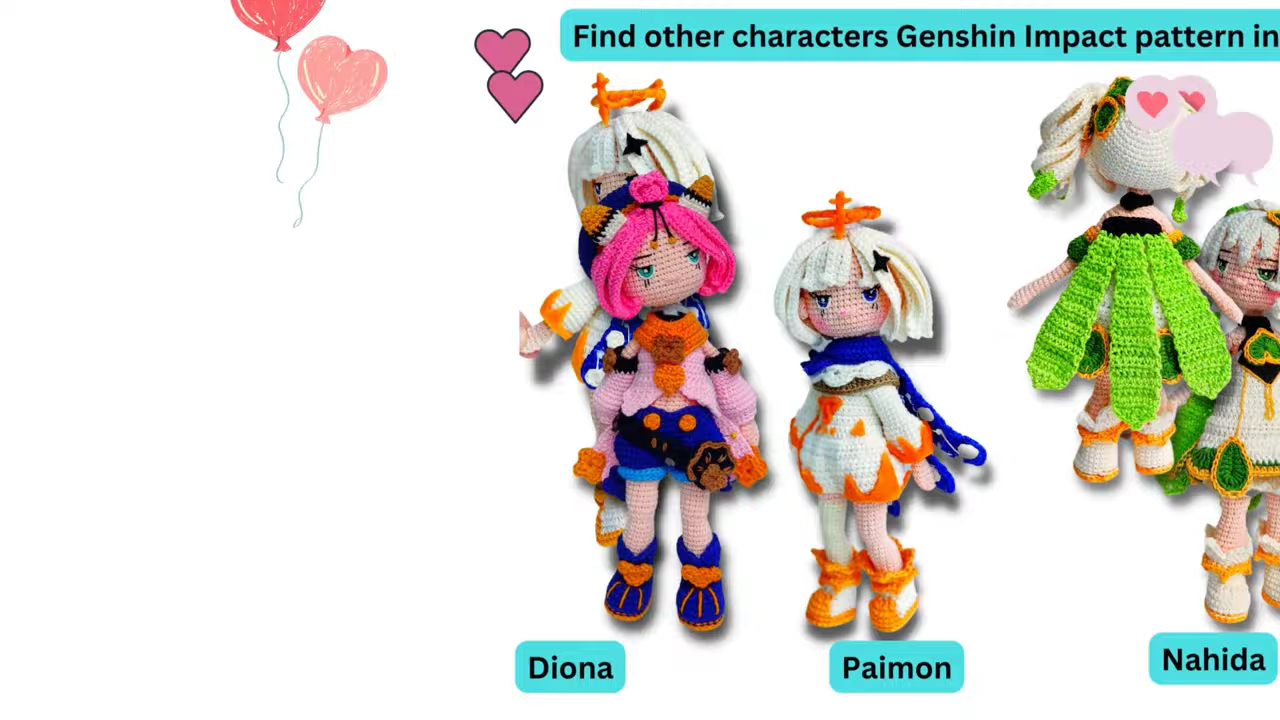 Find other characters Genshin Impact pattern in
Diona
Paimon
Nahida